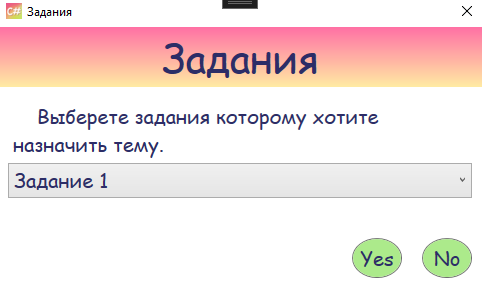 C# Задания
Задания
Выберете задания которому хотите
назначить тему.
Задание 1
Yes No